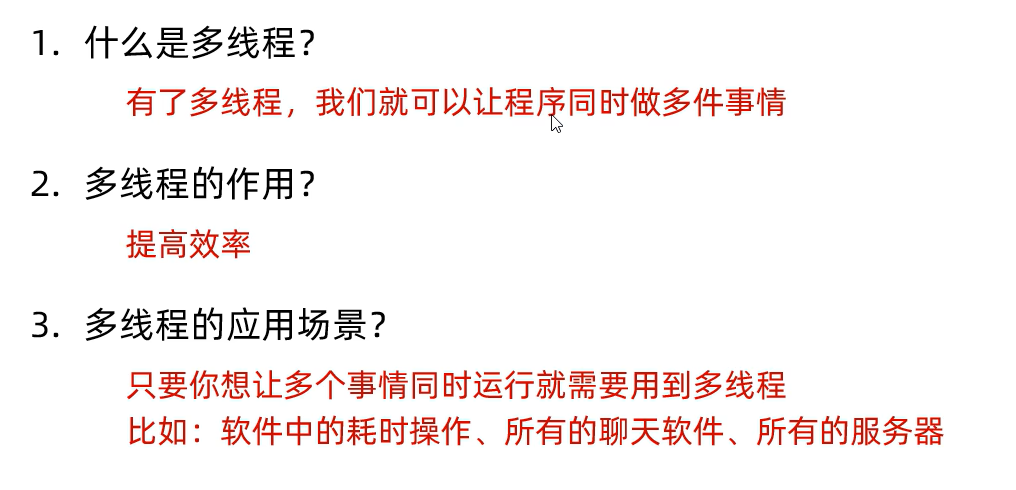 1. 什么是多线程？
有了多线程，我们就可以让程序同时做多件事情
2. 多线程的作用？
提高效率
3. 多线程的应用场景？
只要你想让多个事情同时运行就需要用到多线程
比如：软件中的耗时操作、所有的聊天软件、所有的服务器